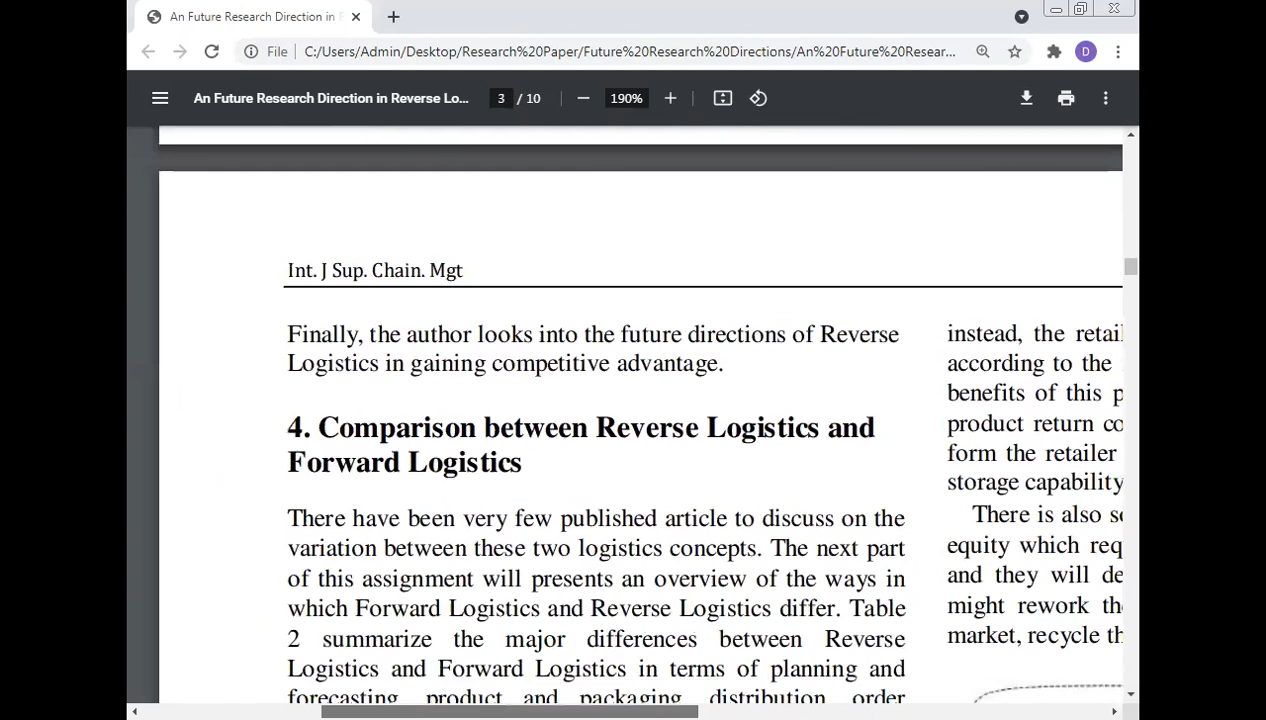 An Future Research Direction in
File C:/Users/Admin/Desktop/Research%20Paper/Future%20Research%20Directions/An%20Future%20Resear...
D
An Future Research Direction in Reverse Lo... 3 / 10 190%
Int. J Sup. Chain. Mgt
Finally, the author looks into the future directions of Reverse
Logistics in gaining competitive advantage.
4. Comparison between Reverse Logistics and
Forward Logistics
There have been very few published article to discuss on the
variation between these two logistics concepts. The next part
of this assignment will presents an overview of the ways in
which Forward Logistics and Reverse Logistics differ. Table
2 summarize the major differences between Reverse
Logistics and Forward Logistics in terms of planning and
forecasting, product and packaging, distribution, order
instead, the retail
according to the
benefits of this p
product return co
form the retailer
storage capability
There is also so
equity which req
and they will de
might rework the
market, recycle th